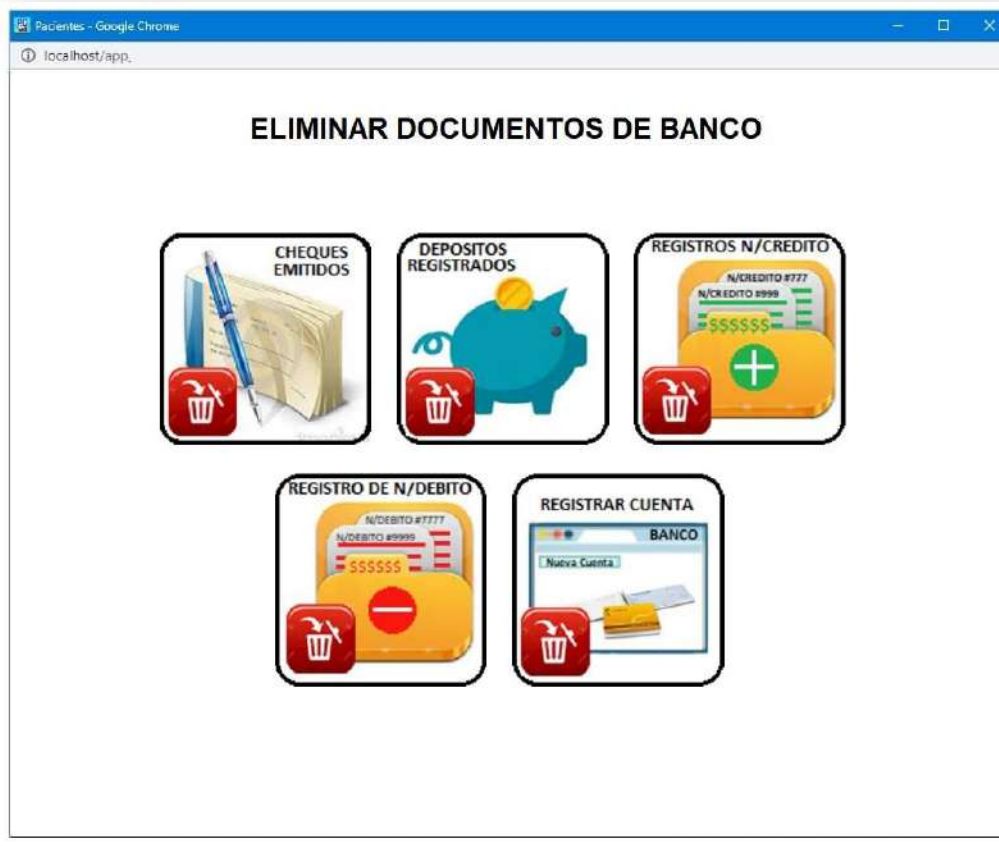 Pacientes - Google Chrome
localhost/app
ELIMINAR DOCUMENTOS DE BANCO
CHEQUES
EMITIDOS
DEPOSITOS
REGISTRADOS
REGISTROS N/CREDITO
N/CREDITO #777
N/CREDITO #999
$$$$$$
REGISTRO DE N/DEBITO
N/DEBITO #7777
N/DEBITO #9999
$$$$$$
REGISTRAR CUENTA
BANCO
Nueva Cuenta